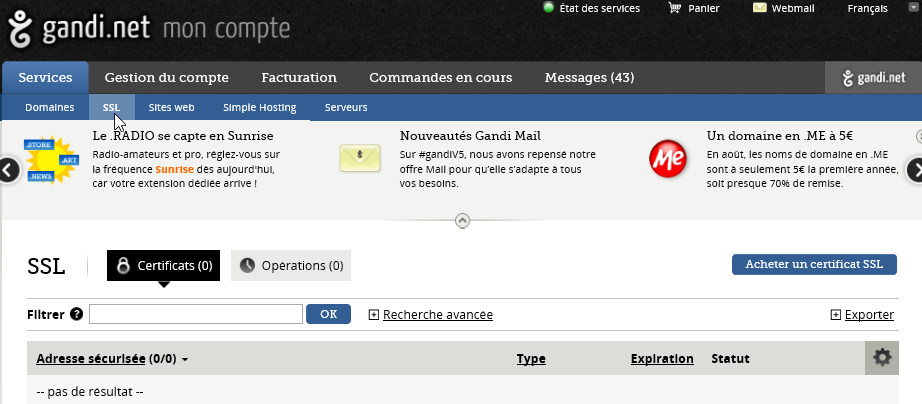 gandi.net mon compte
État des services Panier Webmail Français
Services Gestion du compte Facturation Commandes en cours Messages (43) gandi.net
Domaines SSL Sites web Simple Hosting Serveurs
.STORE
.ART
.NEWS
Le .RADIO se capte en Sunrise
Radio-amateurs et pro, réglez-vous sur
la fréquence Sunrise dès aujourd'hui,
car votre extension dédiée arrive !
Nouveautés Gandi Mail
Sur #gandiV5, nous avons repensé notre
offre Mail pour qu'elle s'adapte à tous
vos besoins.
Me
Un domaine en .ME à 5€
En août, les noms de domaine en .ME
sont à seulement 5€ la première année,
soit presque 70% de remise.
SSL Certificats (0) Opérations (0) Acheter un certificat SSL
Filtrer ? OK Recherche avancée Exporter
Adresse sécurisée (0/0) Type Expiration Statut
-- pas de résultat --